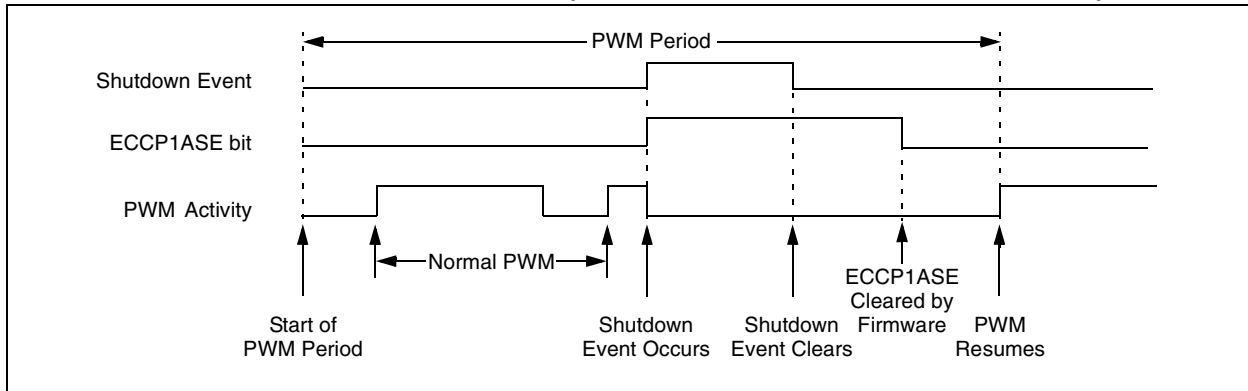 PWM Period
Shutdown Event
ECCP1ASE bit
PWM Activity
Normal PWM
Start of
PWM Period
Shutdown
Event Occurs
Shutdown
Event Clears
ECCP1ASE
Cleared by
Firmware
PWM
Resumes